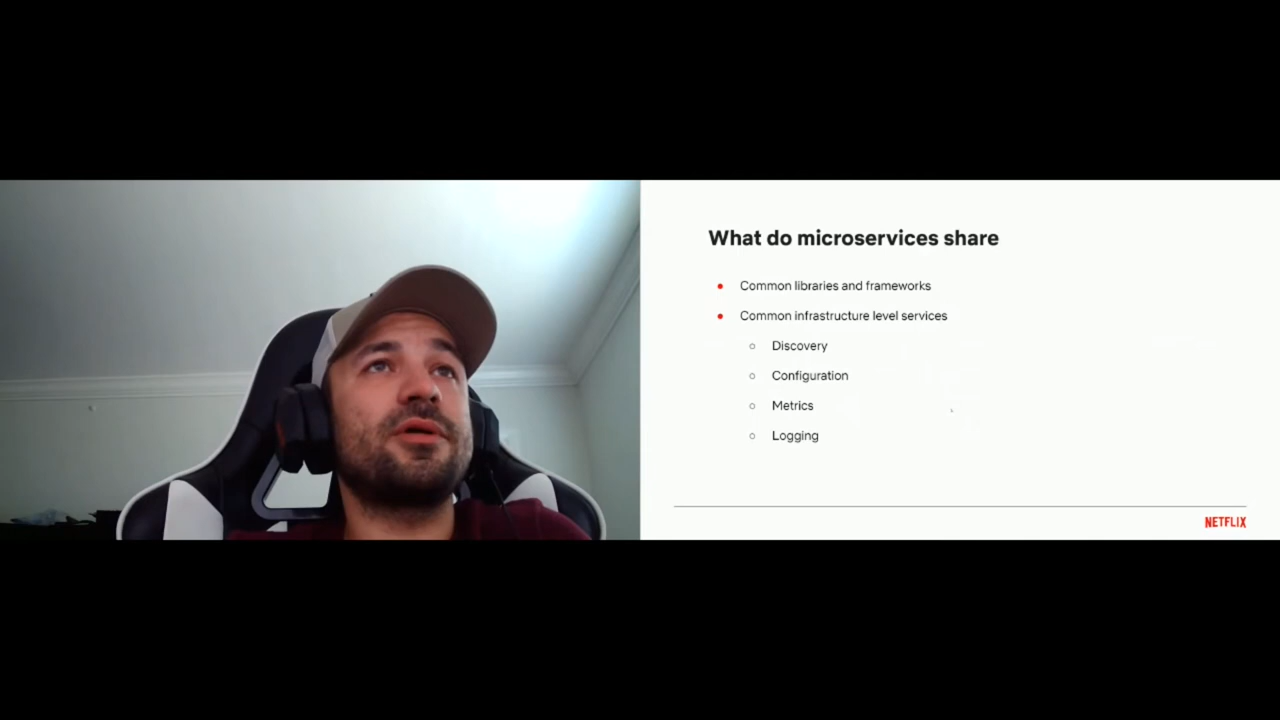 What do microservices share
Common libraries and frameworks
Common infrastructure level services
Discovery
Configuration
Metrics
Logging
NETFLIX